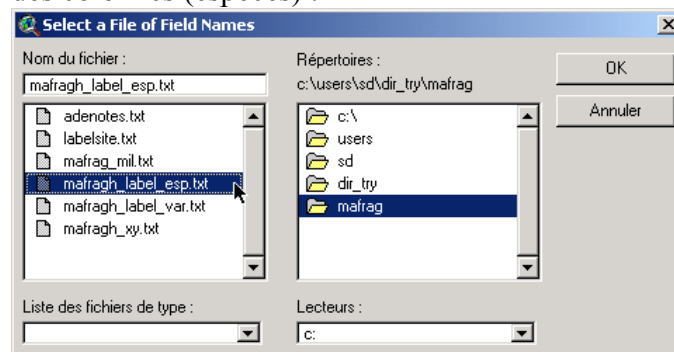 Select a File of Field Names
Nom du fichier :
mafragh_label_esp.txt
adenotes.txt
labelsite.txt
mafrag_mil.txt
mafragh_label_esp.txt
mafragh_label_var.txt
mafragh_xy.txt
Liste des fichiers de type :
Répertoires :
c:\users\sd\dir_try\mafrag
c:\
users
sd
dir_try
mafrag
Lecteurs :
c:
OK
Annuler